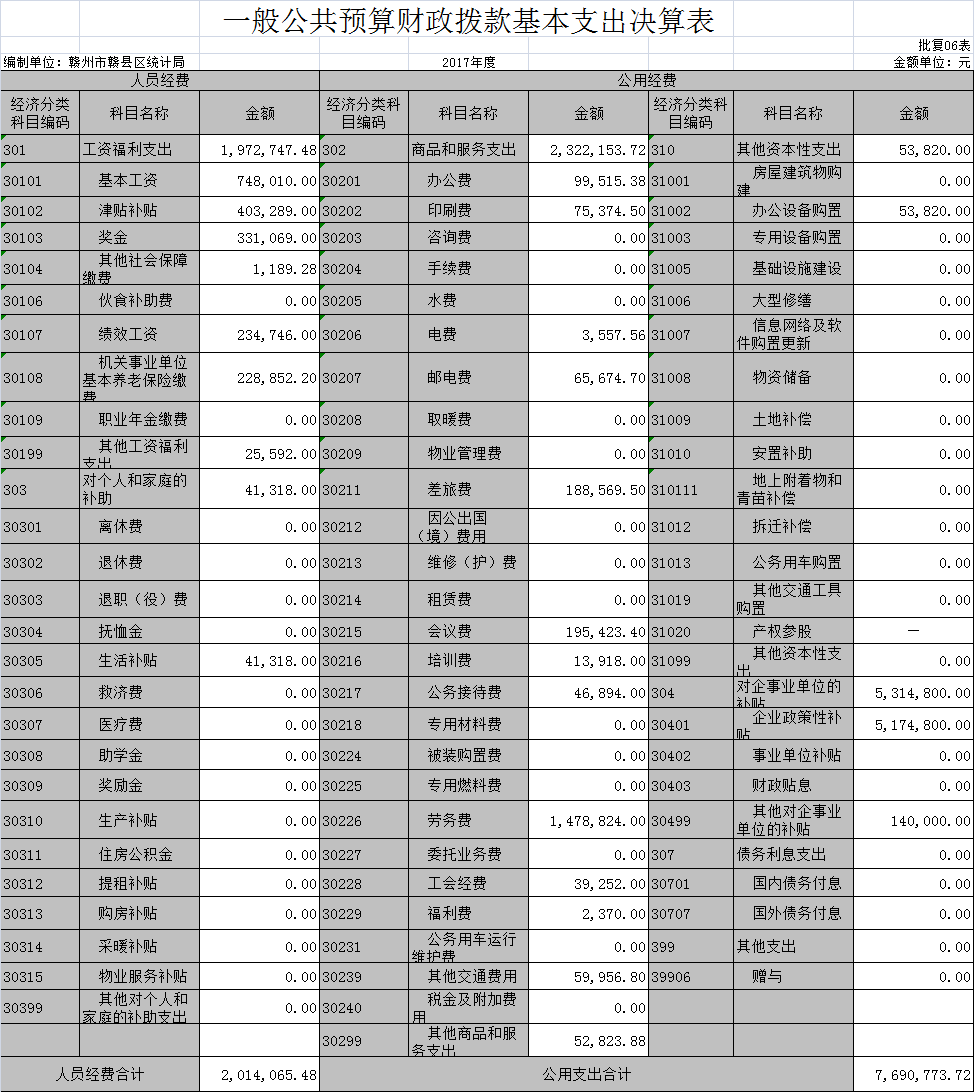 一般公共预算财政拨款基本支出决算表
批复06表
编制单位：赣州市赣县区统计局 2017年度 金额单位：元
人员经费 公用经费
经济分类科目编码 科目名称 金额 经济分类科目编码 科目名称 金额 经济分类科目编码 科目名称 金额
301 工资福利支出 1,972,747.48 302 商品和服务支出 2,322,153.72 310 其他资本性支出 53,820.00
30101 基本工资 748,010.00 30201 办公费 99,515.38 31001 房屋建筑物购建 0.00
30102 津贴补贴 403,289.00 30202 印刷费 75,374.50 31002 办公设备购置 53,820.00
30103 奖金 331,069.00 30203 咨询费 0.00 31003 专用设备购置 0.00
30104 其他社会保障缴费 1,189.28 30204 手续费 0.00 31005 基础设施建设 0.00
30106 伙食补助费 0.00 30205 水费 0.00 31006 大型修缮 0.00
30107 绩效工资 234,746.00 30206 电费 3,557.56 31007 信息网络及软件购置更新 0.00
30108 机关事业单位基本养老保险缴费 228,852.20 30207 邮电费 65,674.70 31008 物资储备 0.00
30109 职业年金缴费 0.00 30208 取暖费 0.00 31009 土地补偿 0.00
30199 其他工资福利支出 25,592.00 30209 物业管理费 0.00 31010 安置补助 0.00
303 对个人和家庭的补助 41,318.00 30211 差旅费 188,569.50 310111 地上附着物和青苗补偿 0.00
30301 离休费 0.00 30212 因公出国（境）费用 0.00 31012 拆迁补偿 0.00
30302 退休费 0.00 30213 维修（护）费 0.00 31013 公务用车购置 0.00
30303 退职（役）费 0.00 30214 租赁费 0.00 31019 其他交通工具购置 0.00
30304 抚恤金 0.00 30215 会议费 195,423.40 31020 产权参股 —
30305 生活补贴 41,318.00 30216 培训费 13,918.00 31099 其他资本性支出 0.00
30306 救济费 0.00 30217 公务接待费 46,894.00 304 对企事业单位的补贴 5,314,800.00
30307 医疗费 0.00 30218 专用材料费 0.00 30401 企业政策性补贴 5,174,800.00
30308 助学金 0.00 30224 被装购置费 0.00 30402 事业单位补贴 0.00
30309 奖励金 0.00 30225 专用燃料费 0.00 30403 财政贴息 0.00
30310 生产补贴 0.00 30226 劳务费 1,478,824.00 30499 其他对企事业单位的补贴 140,000.00
30311 住房公积金 0.00 30227 委托业务费 0.00 307 债务利息支出 0.00
30312 提租补贴 0.00 30228 工会经费 39,252.00 30701 国内债务付息 0.00
30313 购房补贴 0.00 30229 福利费 2,370.00 30707 国外债务付息 0.00
30314 采暖补贴 0.00 30231 公务用车运行维护费 0.00 399 其他支出 0.00
30315 物业服务补贴 0.00 30239 其他交通费用 59,956.80 39906 赠与 0.00
30399 其他对个人和家庭的补助支出 0.00 30240 税金及附加费用 0.00
30299 其他商品和服务支出 52,823.88
人员经费合计 2,014,065.48 公用支出合计 7,690,773.72